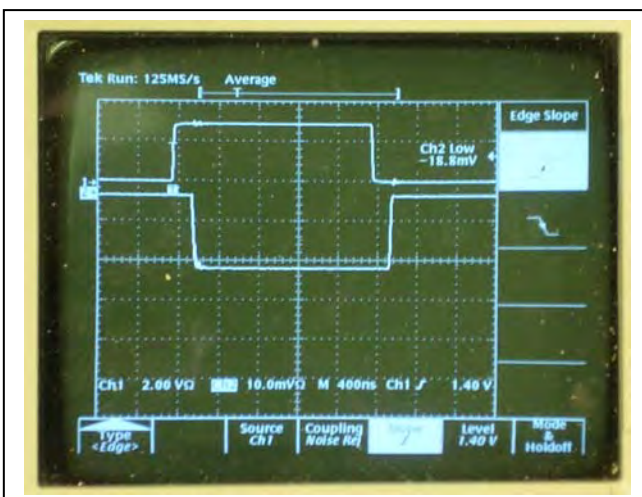 Tek Run: 125MS/s Average
Edge Slope
Ch2 Low
-18.8mV
Ch1 2.00 VΩ 10.0mVΩ M 400ns Ch1 1.40 V
Type
<Edge>
Source
Ch1
Coupling
Noise Rej
Level
1.40 V
Mode
&
Holdoff